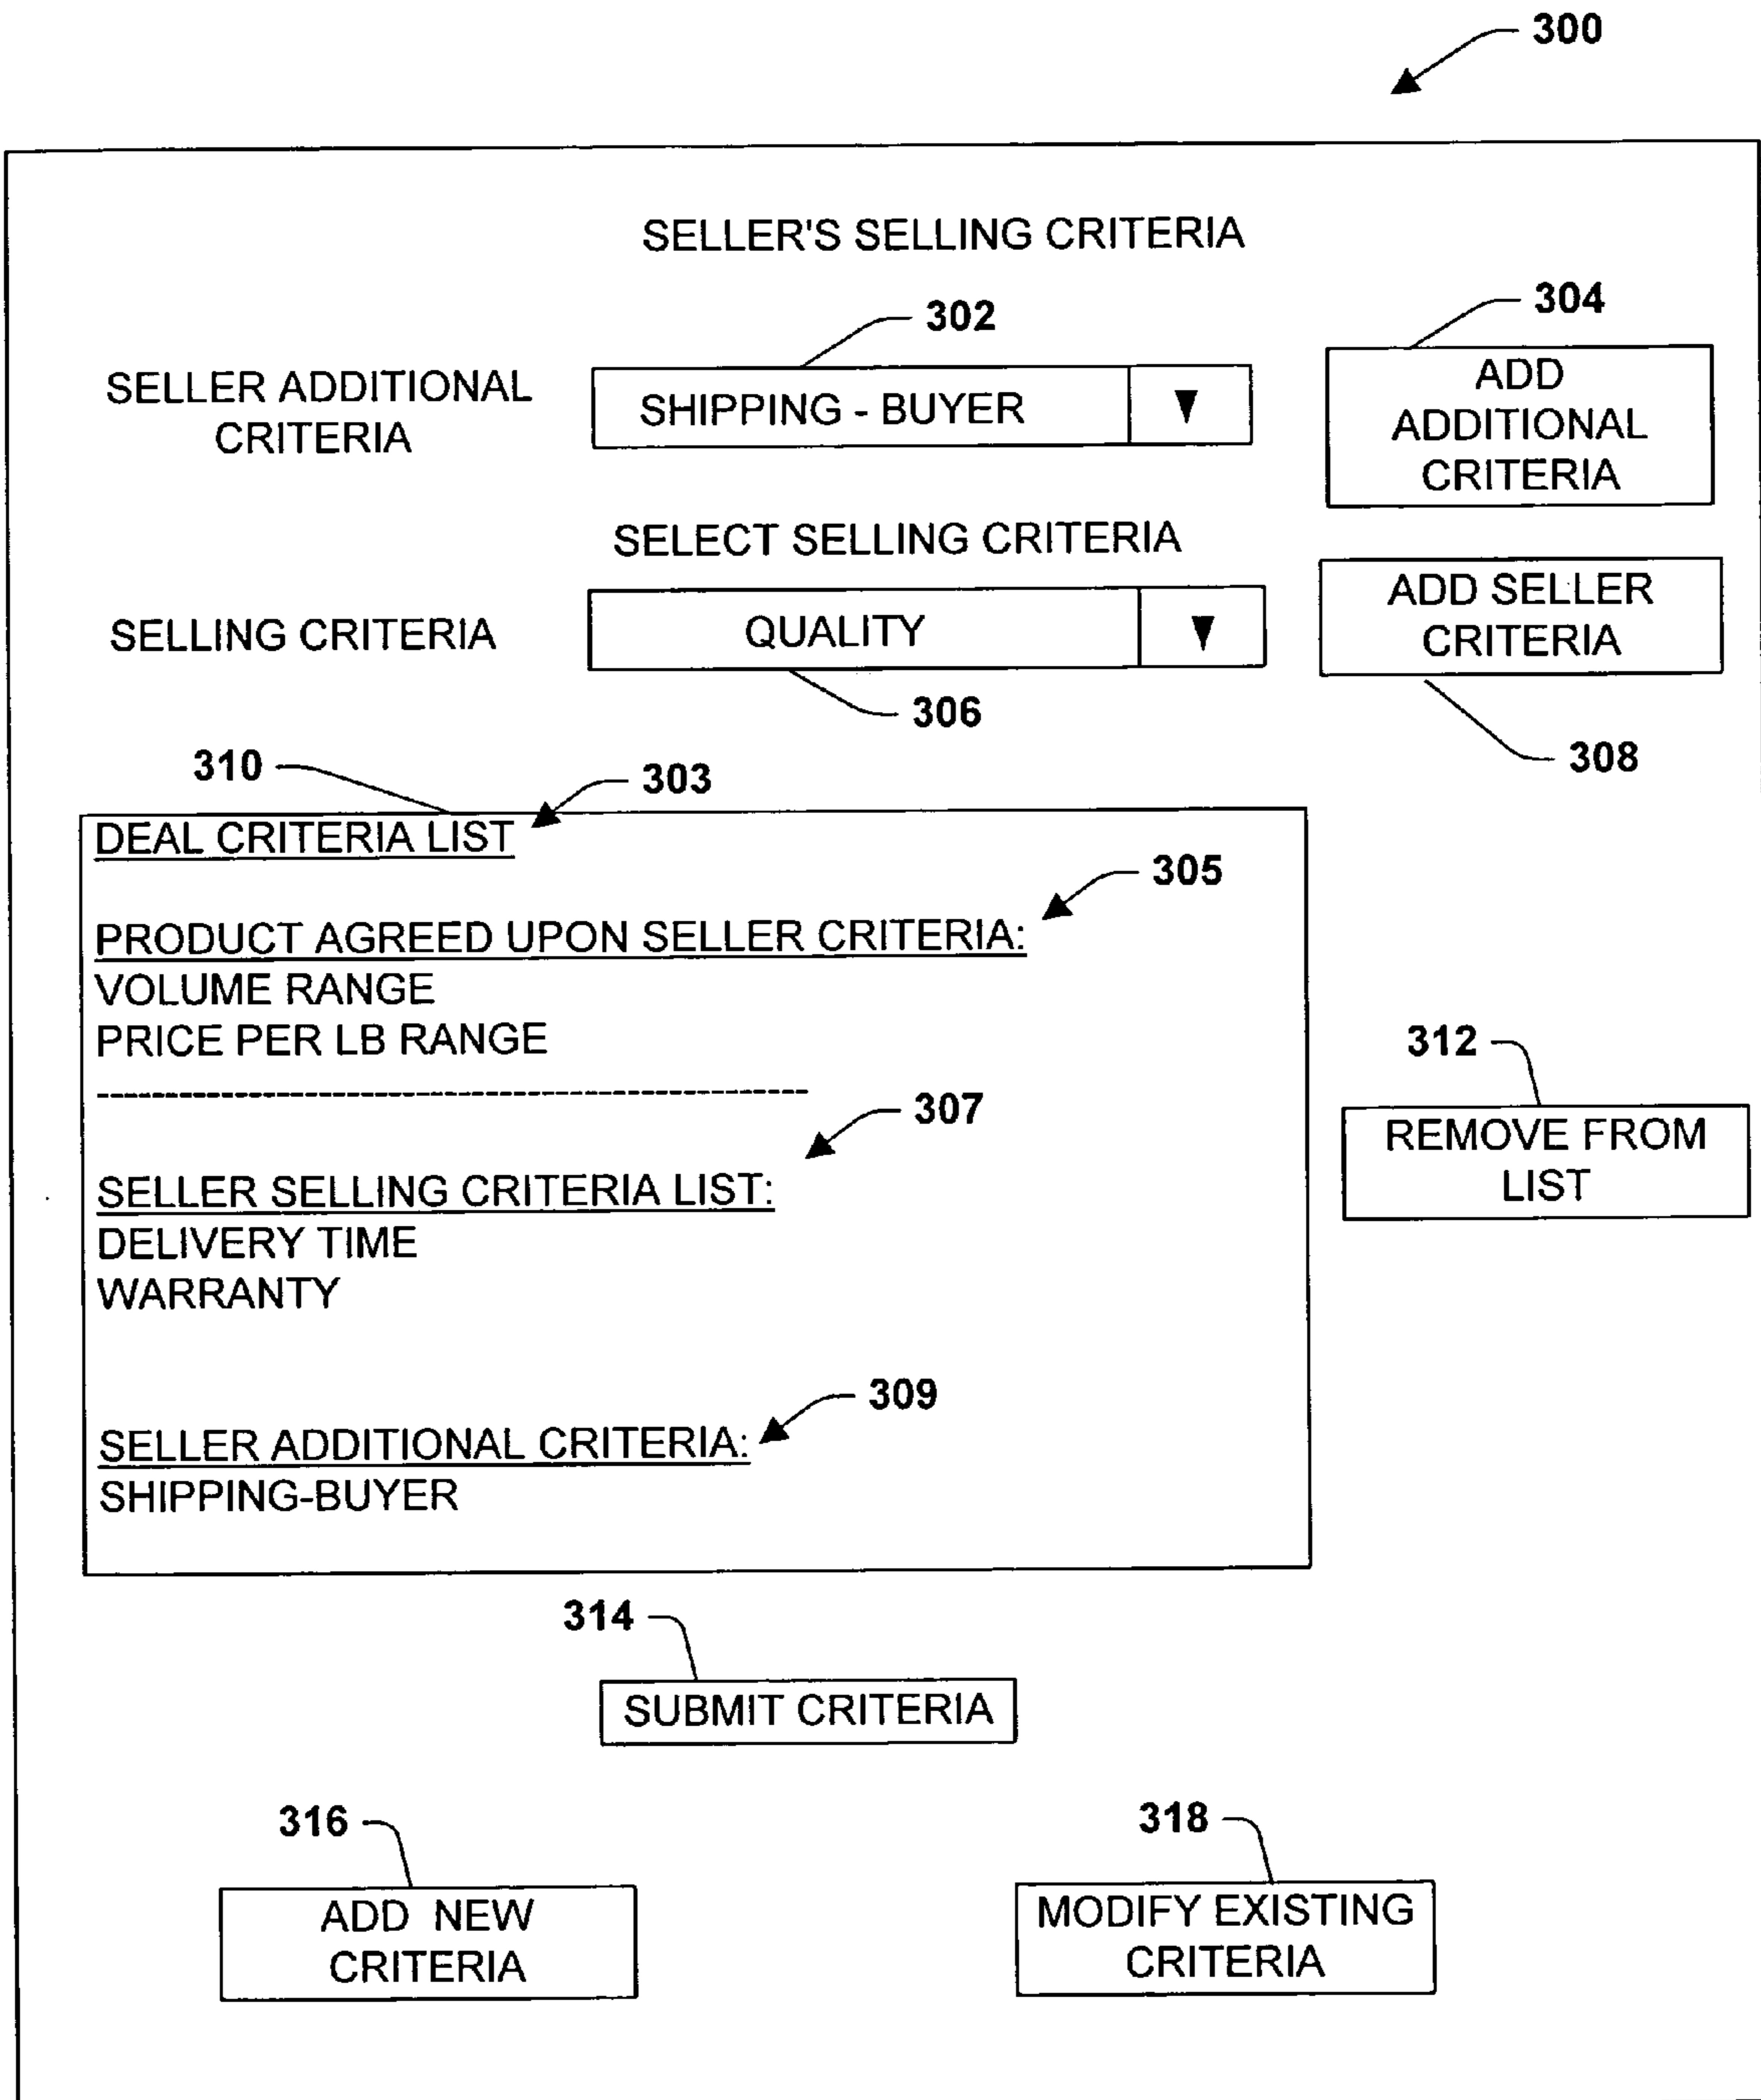 300
SELLER'S SELLING CRITERIA
302
304
SELLER ADDITIONAL
CRITERIA
SHIPPING - BUYER
ADD
ADDITIONAL
CRITERIA
SELECT SELLING CRITERIA
SELLING CRITERIA
QUALITY
ADD SELLER
CRITERIA
306
308
310
303
DEAL CRITERIA LIST
305
PRODUCT AGREED UPON SELLER CRITERIA:
VOLUME RANGE
PRICE PER LB RANGE
312
307
REMOVE FROM
LIST
SELLER SELLING CRITERIA LIST:
DELIVERY TIME
WARRANTY
309
SELLER ADDITIONAL CRITERIA:
SHIPPING-BUYER
314
SUBMIT CRITERIA
316
318
ADD NEW
CRITERIA
MODIFY EXISTING
CRITERIA